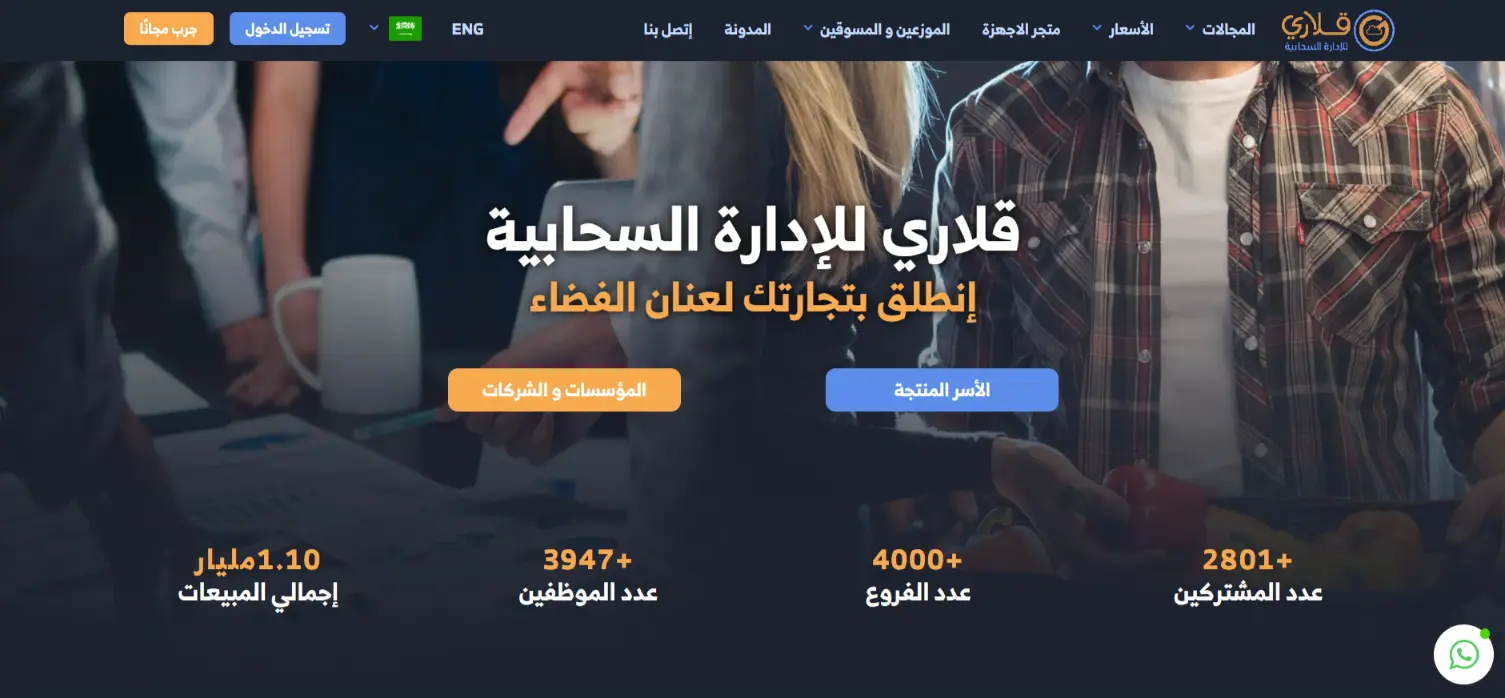 قلاري
للإدارة السحابية
المجالات
الأسعار
متجر الاجهزة
الموزعين و المسوقين
المدونة
إتصل بنا
ENG
تسجيل الدخول
جرب مجانًا
قلاري للإدارة السحابية
إنطلق بتجارتك لعنان الفضاء
الأسر المنتجة
المؤسسات و الشركات
2801+
عدد المشتركين
4000+
عدد الفروع
3947+
عدد الموظفين
1.10مليار
إجمالي المبيعات